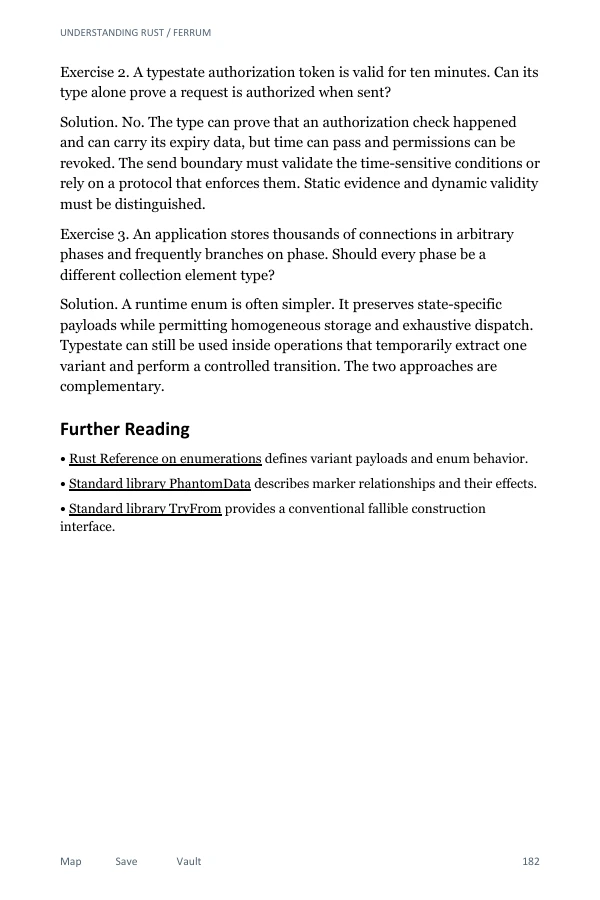 UNDERSTANDING RUST / FERRUM
Exercise 2. A typestate authorization token is valid for ten minutes. Can its
type alone prove a request is authorized when sent?
Solution. No. The type can prove that an authorization check happened
and can carry its expiry data, but time can pass and permissions can be
revoked. The send boundary must validate the time-sensitive conditions or
rely on a protocol that enforces them. Static evidence and dynamic validity
must be distinguished.
Exercise 3. An application stores thousands of connections in arbitrary
phases and frequently branches on phase. Should every phase be a
different collection element type?
Solution. A runtime enum is often simpler. It preserves state-specific
payloads while permitting homogeneous storage and exhaustive dispatch.
Typestate can still be used inside operations that temporarily extract one
variant and perform a controlled transition. The two approaches are
complementary.
Further Reading
• Rust Reference on enumerations defines variant payloads and enum behavior.
• Standard library PhantomData describes marker relationships and their effects.
• Standard library TryFrom provides a conventional fallible construction
interface.
Map Save Vault 182